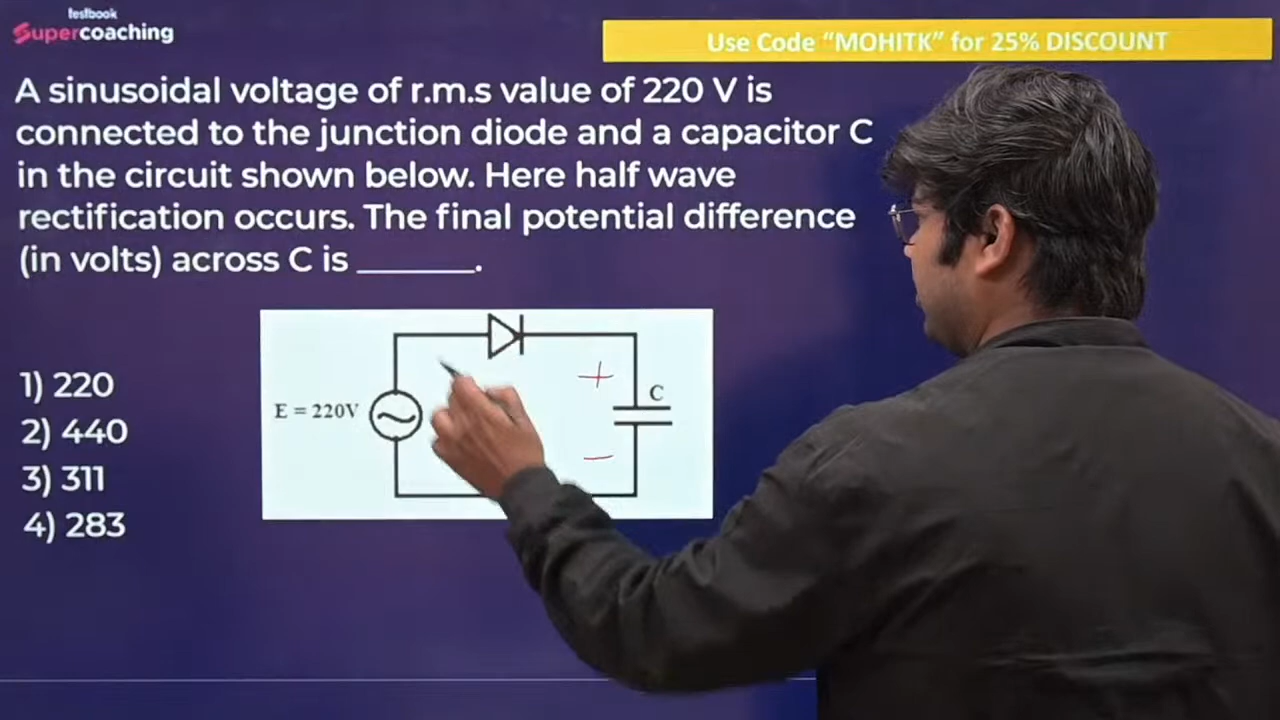 testbook
Supercoaching
Use Code “MOHITK” for 25% DISCOUNT
A sinusoidal voltage of r.m.s value of 220 V is
connected to the junction diode and a capacitor C
in the circuit shown below. Here half wave
rectification occurs. The final potential difference
(in volts) across C is ______.
1) 220
2) 440
3) 311
4) 283
E = 220V
+
C
−